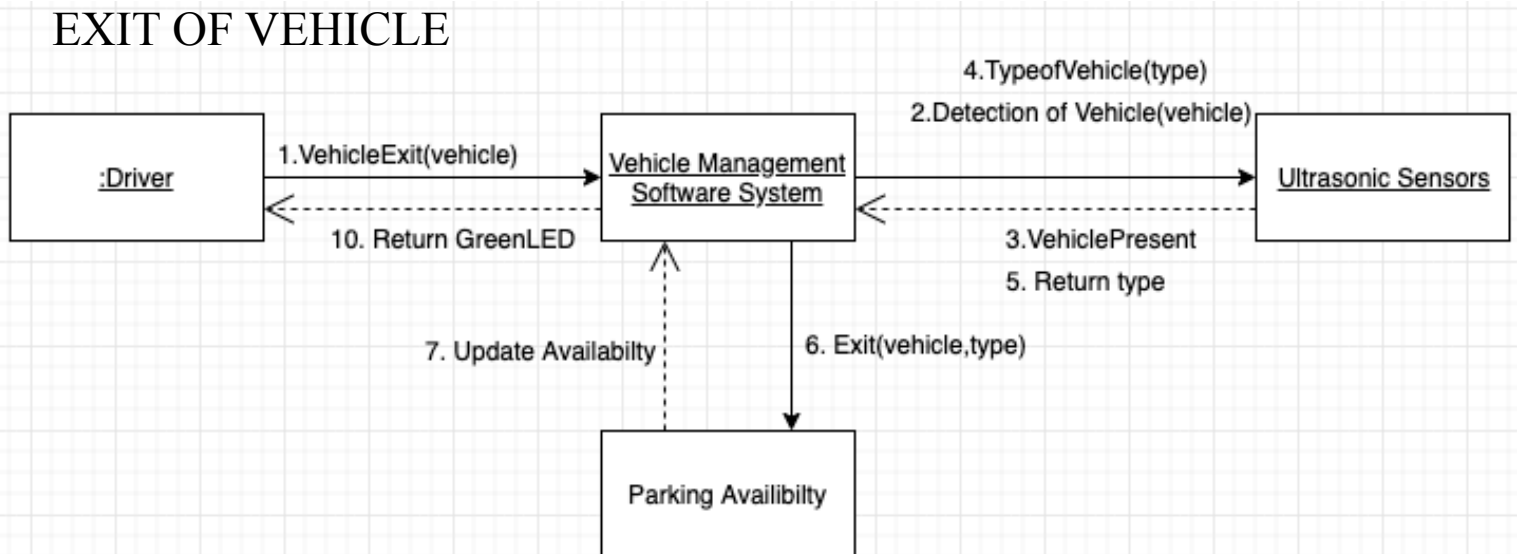 EXIT OF VEHICLE
4.TypeofVehicle(type)
2.Detection of Vehicle(vehicle)
:Driver
1.VehicleExit(vehicle)
Vehicle Management
Software System
Ultrasonic Sensors
10. Return GreenLED
3.VehiclePresent
5. Return type
7. Update Availabilty
6. Exit(vehicle,type)
Parking Availibilty